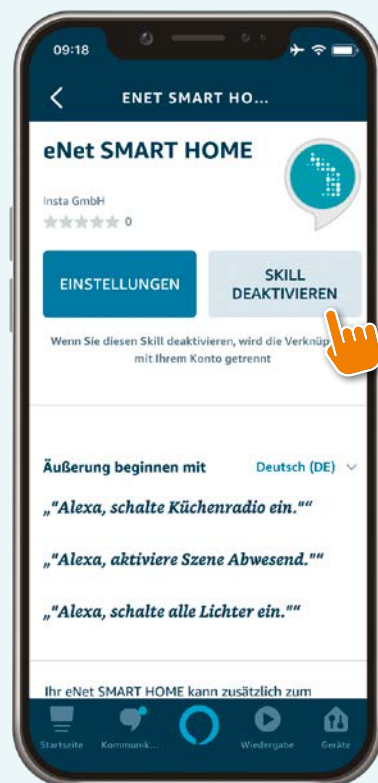 09:18
ENET SMART HO...
eNet SMART HOME
Insta GmbH
0
EINSTELLUNGEN
SKILL
DEAKTIVIEREN
Wenn Sie diesen Skill deaktivieren, wird die Verknüp
mit Ihrem Konto getrennt
Äußerung beginnen mit
Deutsch (DE)
„"Alexa, schalte Küchenradio ein."“
„"Alexa, aktiviere Szene Abwesend."“
„"Alexa, schalte alle Lichter ein."“
Ihr eNet SMART HOME kann zusätzlich zum
Startseite Kommunik... Wiedergabe Geräte